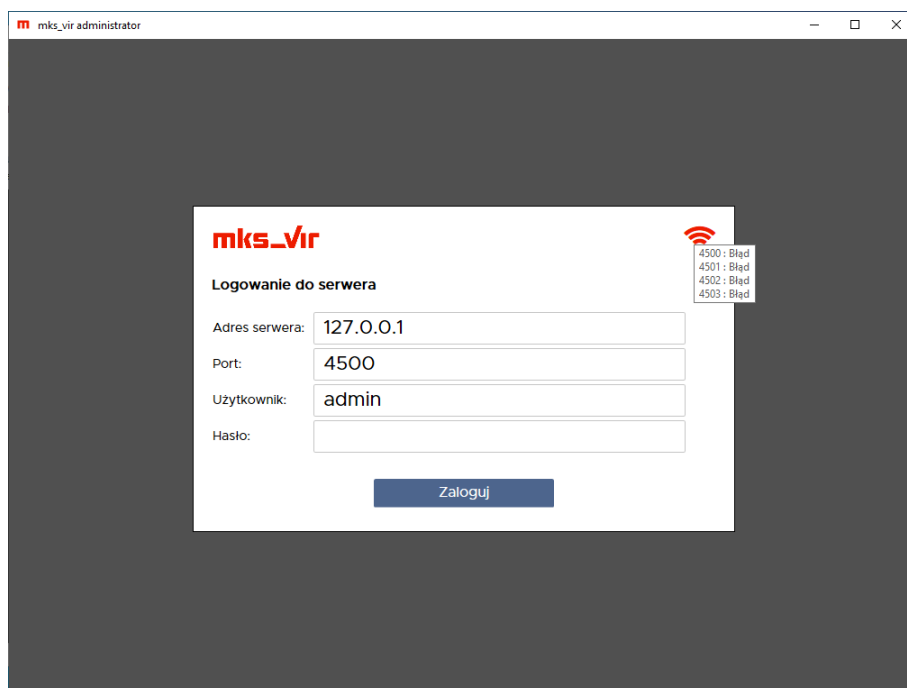 m mks_vir administrator
mks_vir
4500 : Błąd
4501 : Błąd
4502 : Błąd
4503 : Błąd
Logowanie do serwera
Adres serwera: 127.0.0.1
Port: 4500
Użytkownik: admin
Hasło:
Zaloguj